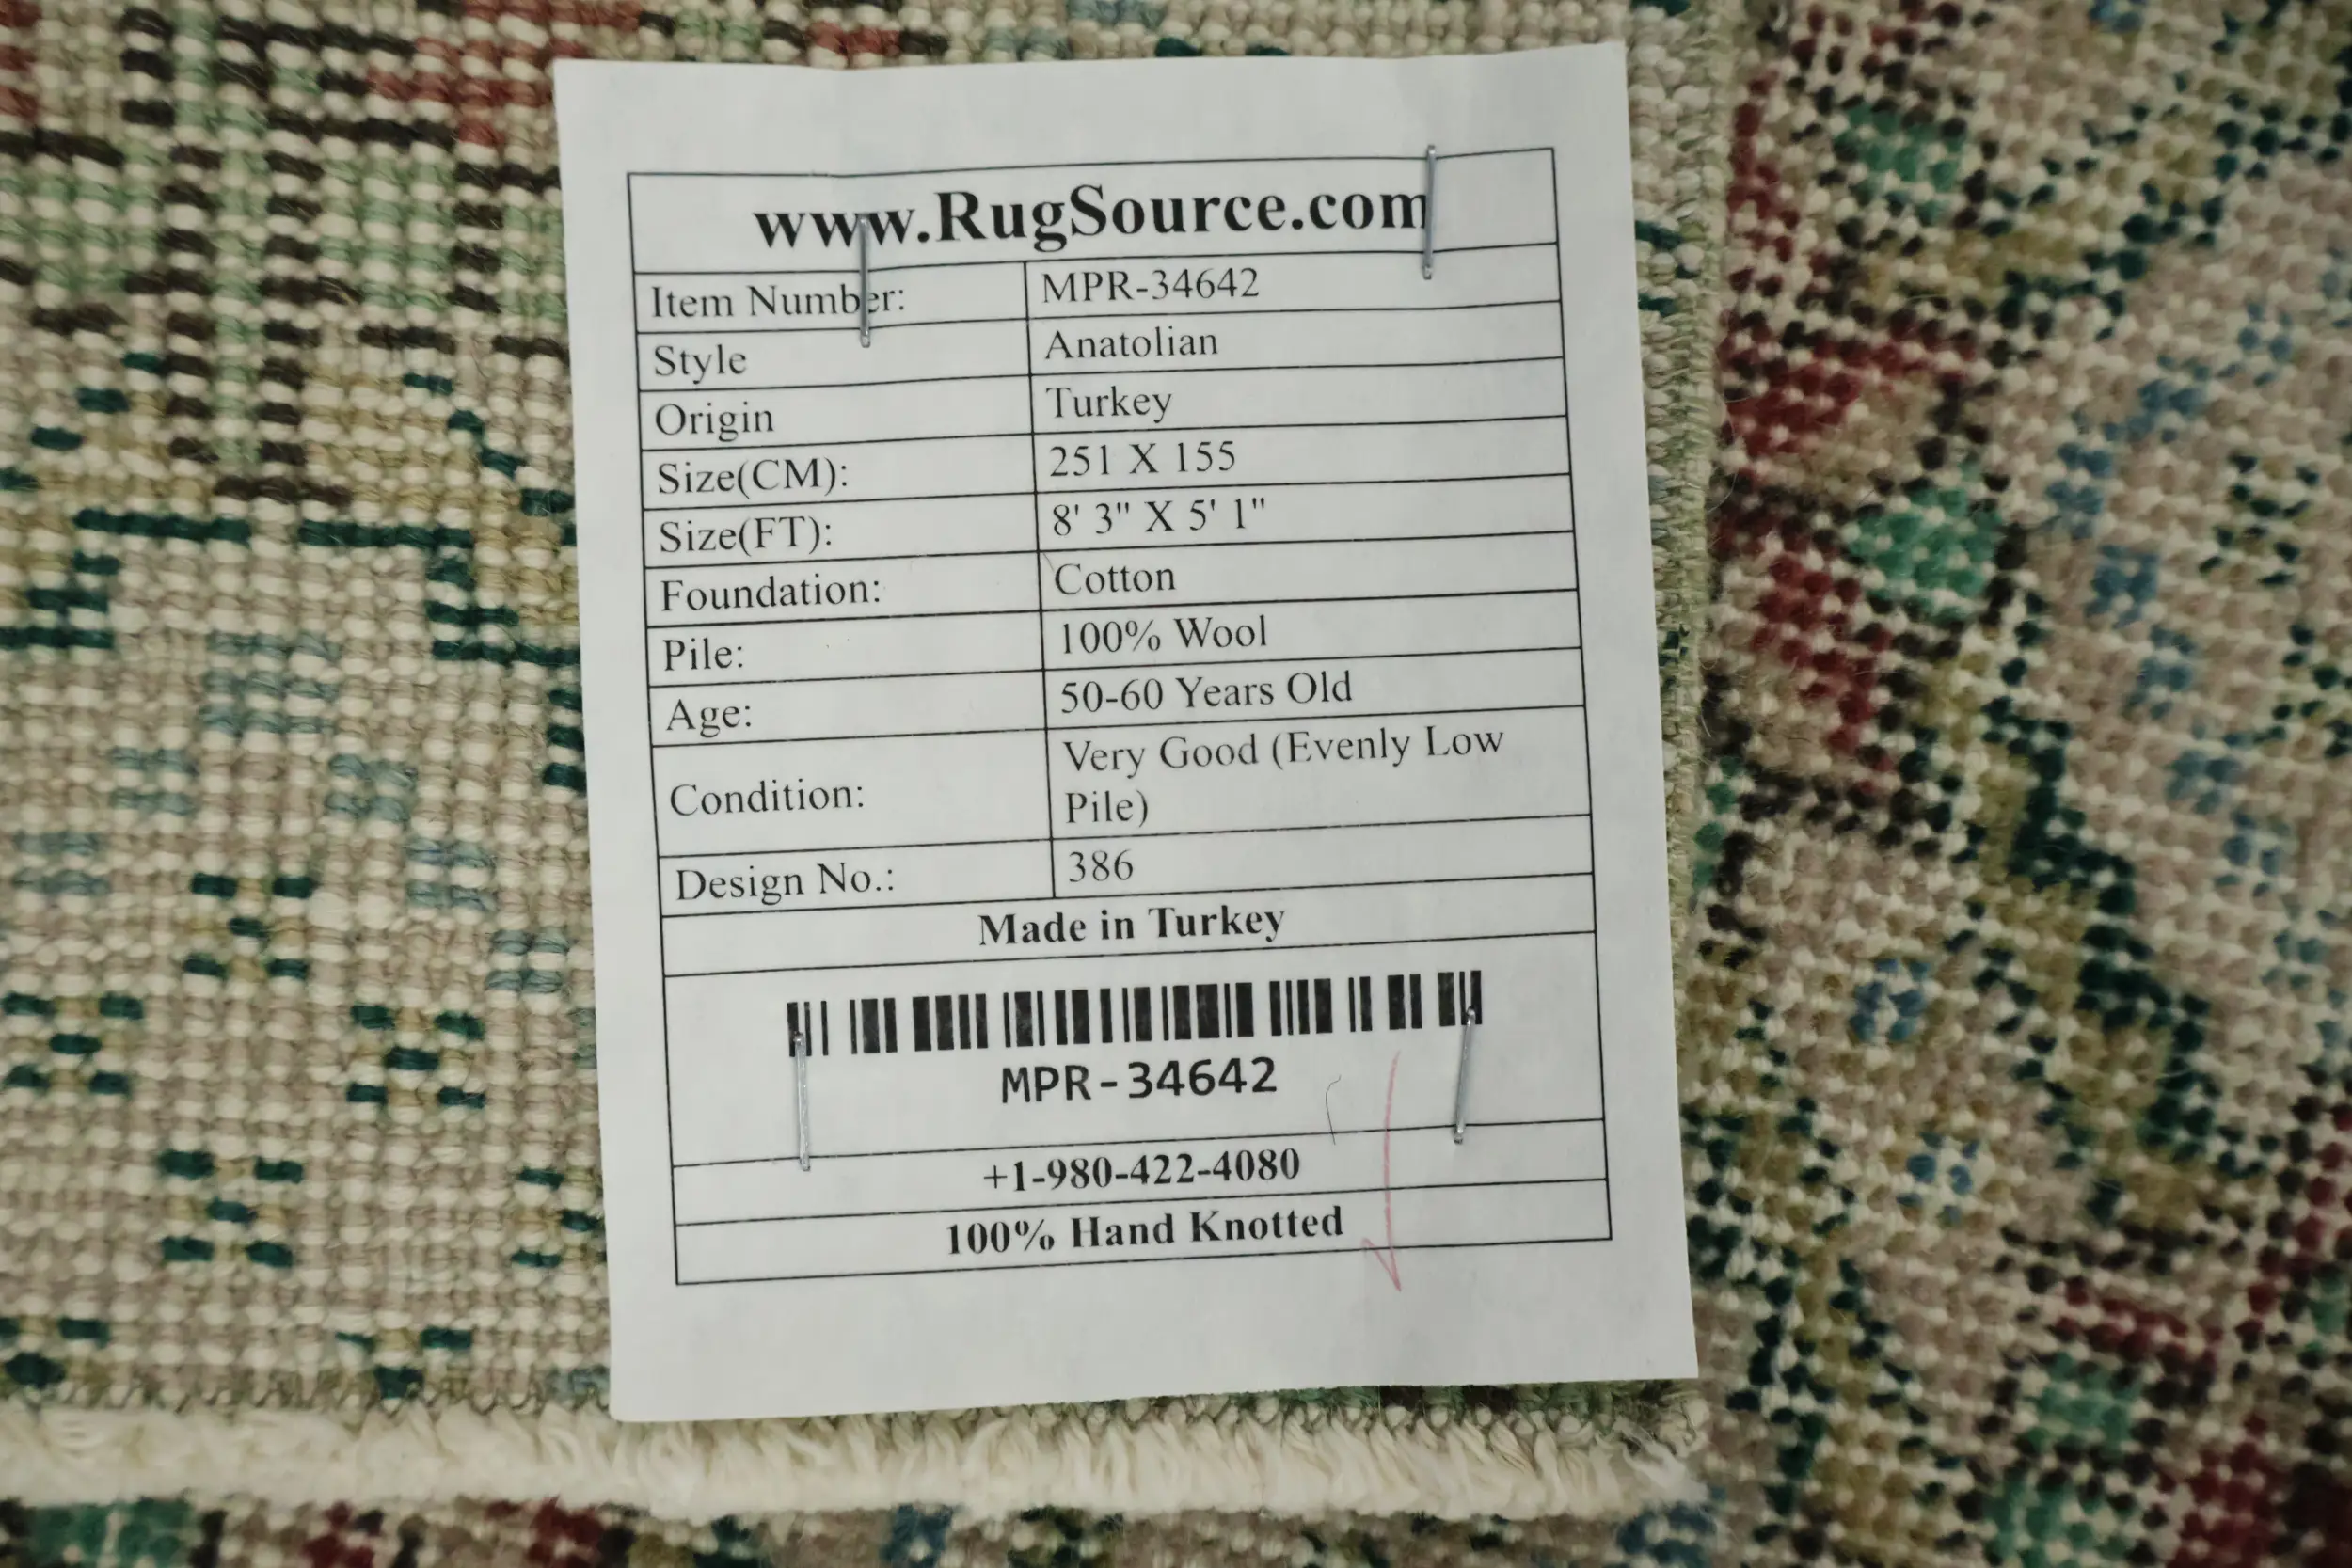 www.RugSource.com
Item Number: MPR-34642
Style Anatolian
Origin Turkey
Size(CM): 251 X 155
Size(FT): 8' 3" X 5' 1"
Foundation: Cotton
Pile: 100% Wool
Age: 50-60 Years Old
Condition: Very Good (Evenly Low
Pile)
Design No.: 386
Made in Turkey
MPR-34642
+1-980-422-4080
100% Hand Knotted